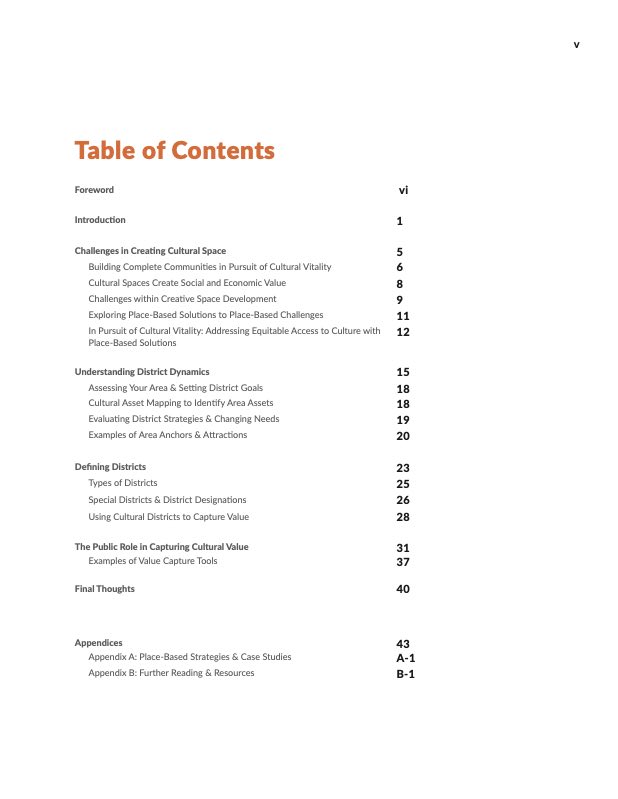 v
Table of Contents
Foreword vi
Introduction 1
Challenges in Creating Cultural Space 5
Building Complete Communities in Pursuit of Cultural Vitality 6
Cultural Spaces Create Social and Economic Value 8
Challenges within Creative Space Development 9
Exploring Place-Based Solutions to Place-Based Challenges 11
In Pursuit of Cultural Vitality: Addressing Equitable Access to Culture with 12
Place-Based Solutions
Understanding District Dynamics 15
Assessing Your Area & Setting District Goals 18
Cultural Asset Mapping to Identify Area Assets 18
Evaluating District Strategies & Changing Needs 19
Examples of Area Anchors & Attractions 20
Defining Districts 23
Types of Districts 25
Special Districts & District Designations 26
Using Cultural Districts to Capture Value 28
The Public Role in Capturing Cultural Value 31
Examples of Value Capture Tools 37
Final Thoughts 40
Appendices 43
Appendix A: Place-Based Strategies & Case Studies A-1
Appendix B: Further Reading & Resources B-1